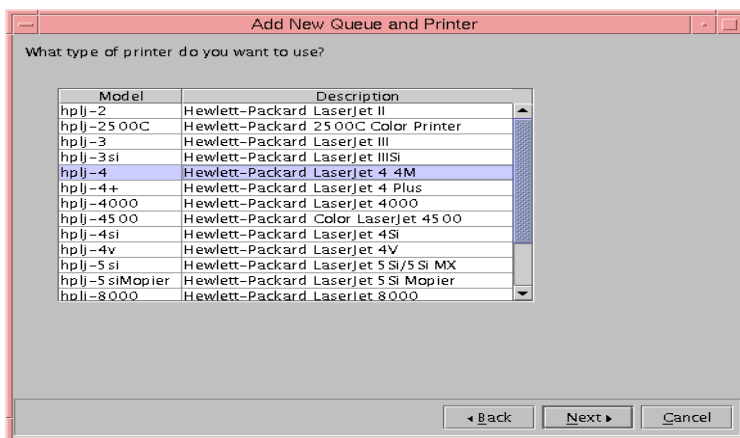 Add New Queue and Printer
What type of printer do you want to use?
Model Description
hplj-2 Hewlett-Packard LaserJet II
hplj-2500C Hewlett-Packard 2500C Color Printer
hplj-3 Hewlett-Packard LaserJet III
hplj-3si Hewlett-Packard LaserJet IIISi
hplj-4 Hewlett-Packard LaserJet 4 4M
hplj-4+ Hewlett-Packard LaserJet 4 Plus
hplj-4000 Hewlett-Packard LaserJet 4000
hplj-4500 Hewlett-Packard Color LaserJet 4500
hplj-4si Hewlett-Packard LaserJet 4Si
hplj-4v Hewlett-Packard LaserJet 4V
hplj-5si Hewlett-Packard LaserJet 5Si/5Si MX
hplj-5siMopier Hewlett-Packard LaserJet 5Si Mopier
hplj-8000 Hewlett-Packard LaserJet 8000
Back Next Cancel